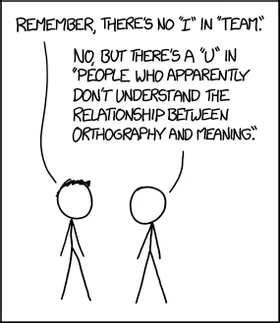 REMEMBER, THERE'S NO "I" IN "TEAM."
NO, BUT THERE'S A "U" IN
"PEOPLE WHO APPARENTLY
DON'T UNDERSTAND THE
RELATIONSHIP BETWEEN
ORTHOGRAPHY AND MEANING."